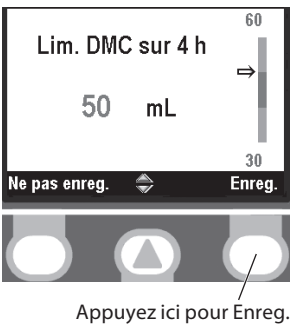 60
Lim. DMC sur 4 h
50 mL
30
Ne pas enreg. Enreg.
Appuyez ici pour Enreg.